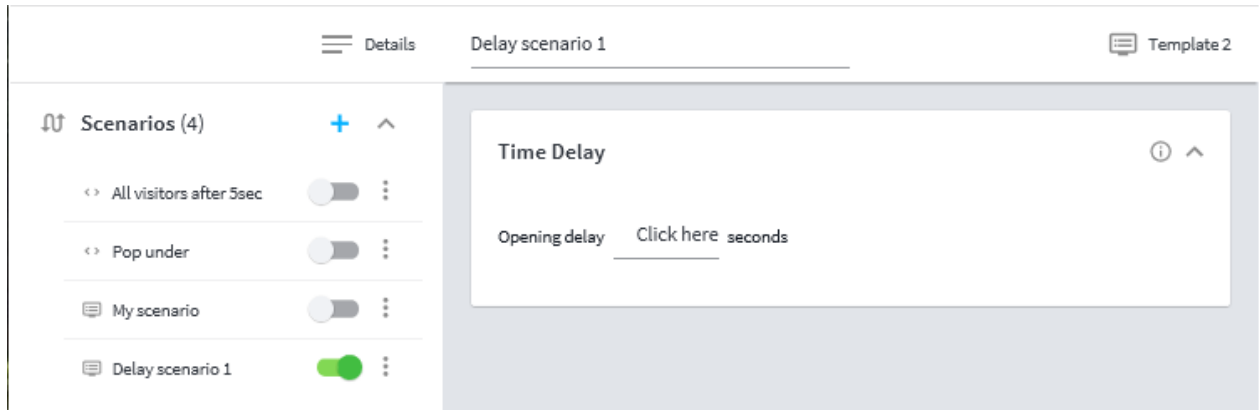 Details
Delay scenario 1
Template 2
Scenarios (4)
All visitors after 5sec
Pop under
My scenario
Delay scenario 1
Time Delay
Opening delay Click here seconds